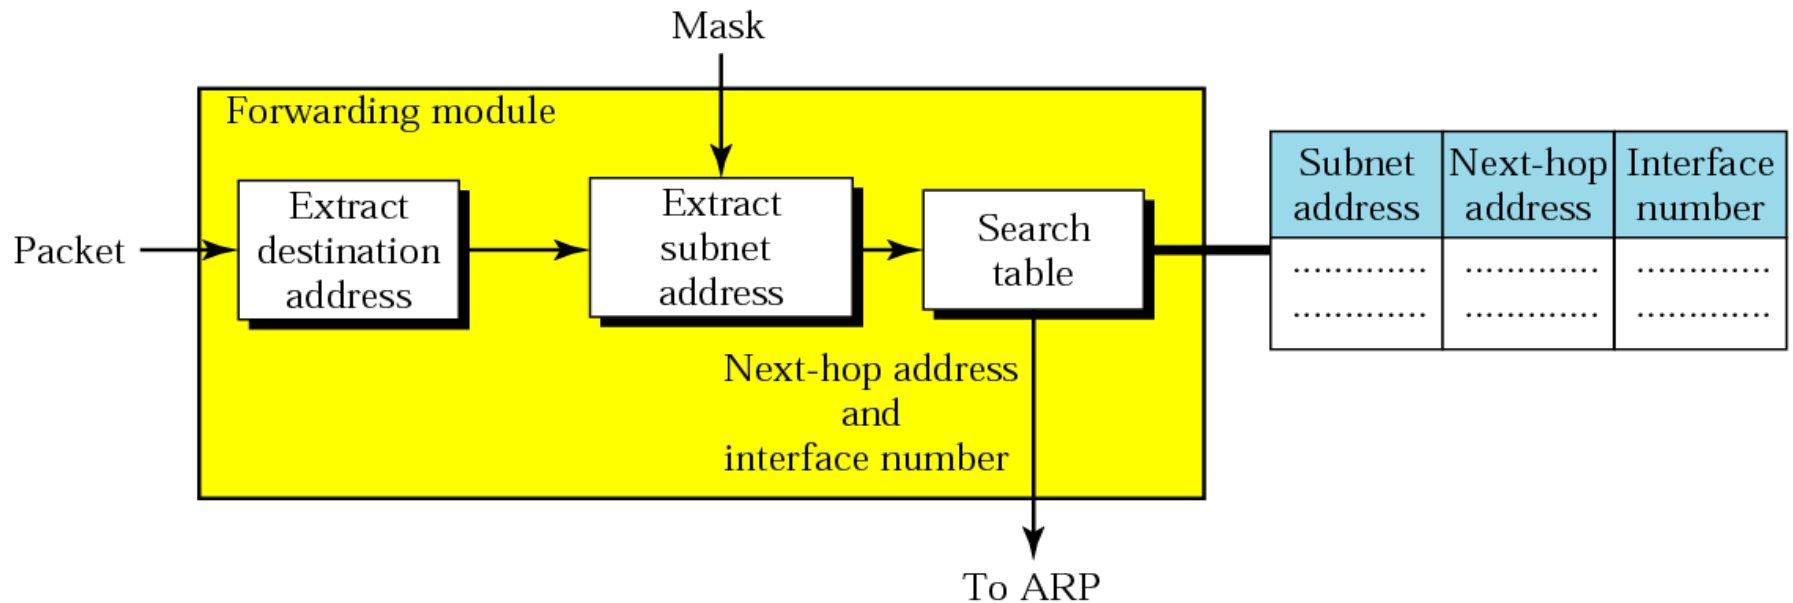 Mask
Forwarding module
Packet
Extract
destination
address
Extract
subnet
address
Search
table
Subnet
address
Next-hop
address
Interface
number
.............
.............
.............
.............
.............
.............
Next-hop address
and
interface number
To ARP